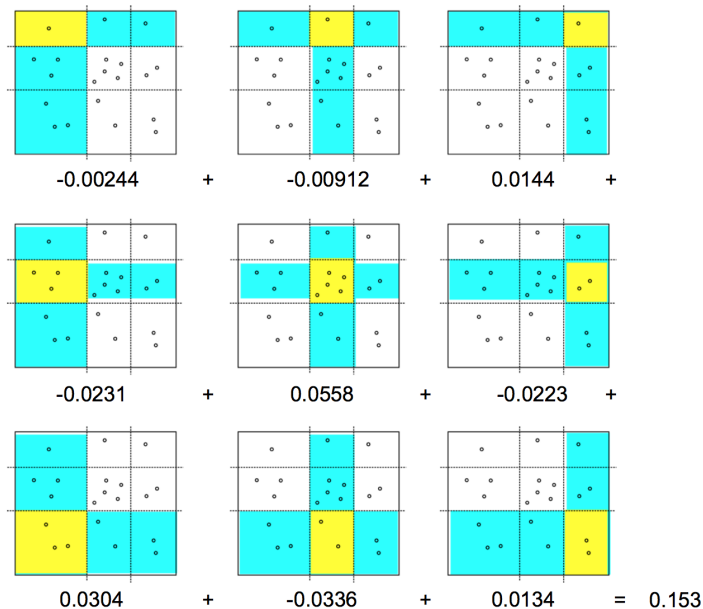 -0.00244 + -0.00912 + 0.0144 +
-0.0231 + 0.0558 + -0.0223 +
0.0304 + -0.0336 + 0.0134 = 0.153